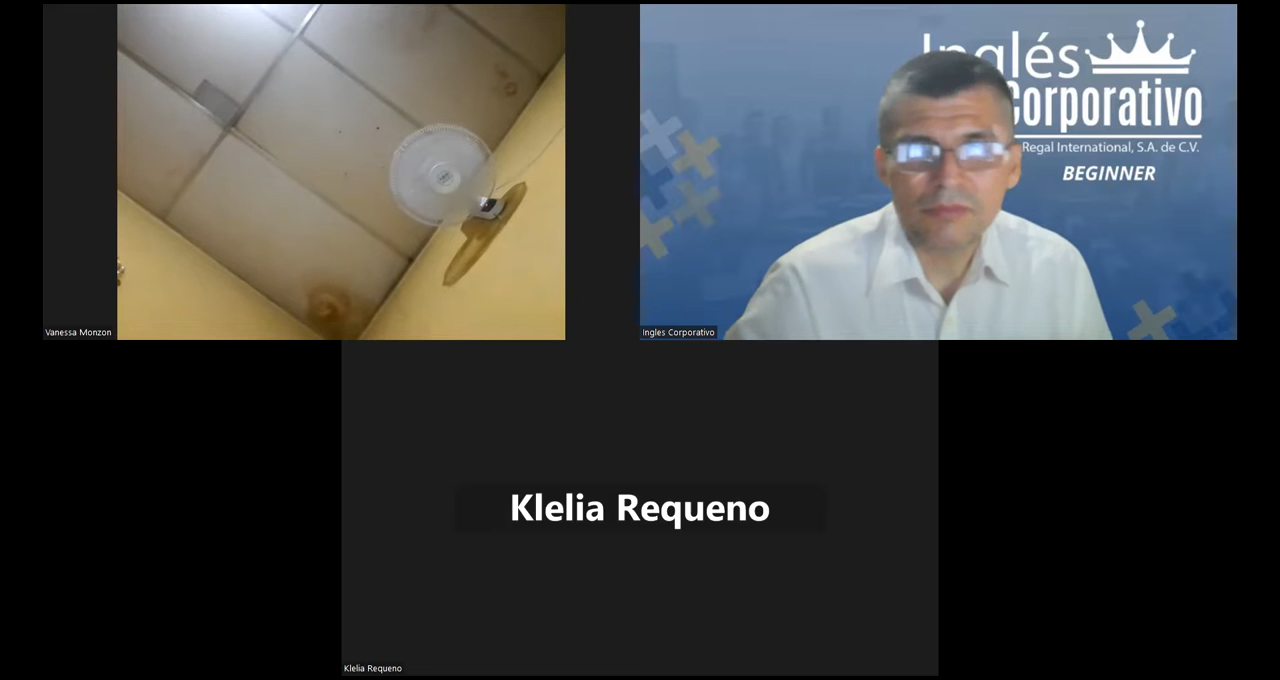 Inglés
Corporativo
Regal International, S.A. de C.V.
BEGINNER
Vanessa Monzon
Ingles Corporativo
Klelia Requeno
Klelia Requeno